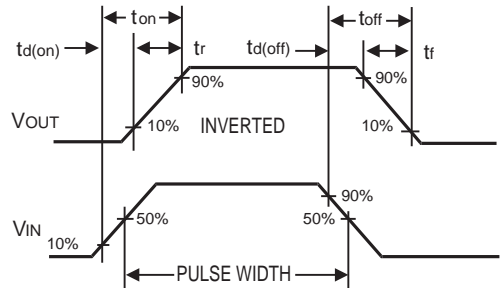 ton toff
td(on) tr td(off) tf
90% 90%
VOUT 10% INVERTED 10%
90%
50% 50%
VIN
10%
PULSE WIDTH